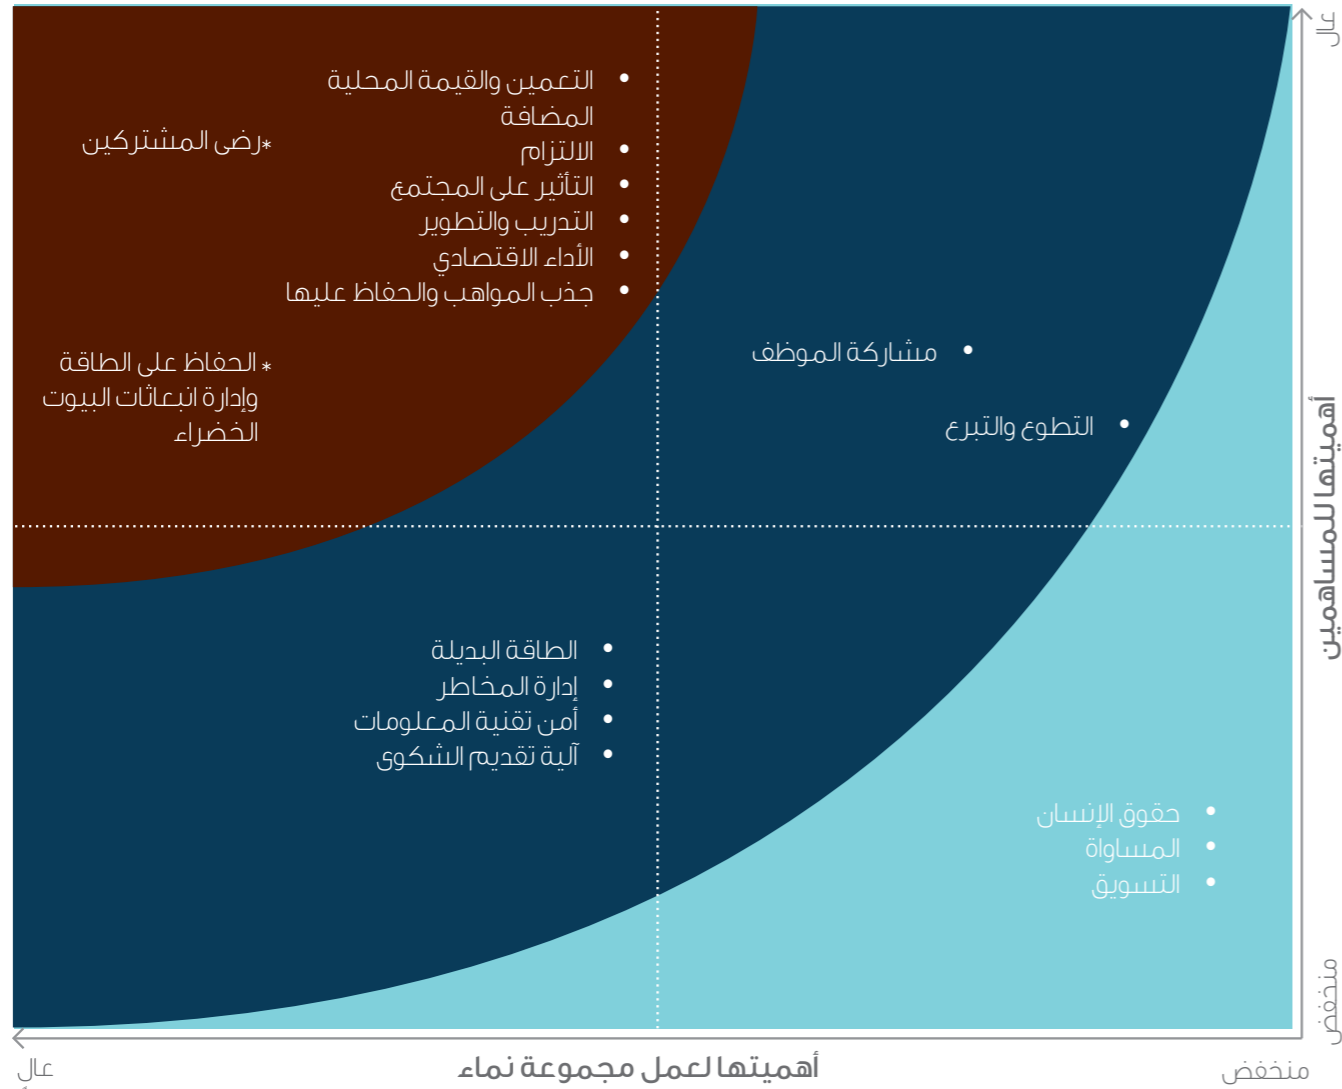 عال
• التعمين والقيمة المحلية
المضافة
• الالتزام
• التأثير على المجتمع
• التدريب والتطوير
• الأداء الاقتصادي
• جذب المواهب والحفاظ عليها
*رضى المشتركين
* الحفاظ على الطاقة
وإدارة انبعاثات البيوت
الخضراء
• مشاركة الموظف
• التطوع والتبرع
أهميتها للمساهمين
• الطاقة البديلة
• إدارة المخاطر
• أمن تقنية المعلومات
• آلية تقديم الشكوى
• حقوق الإنسان
• المساواة
• التسويق
منخفض
منخفض
أهميتها لعمل مجموعة نماء
عال